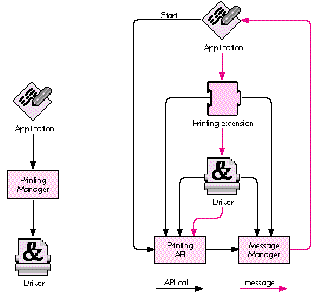 Start
Application
Printing extension
Application
Printing
Manager
Driver
Driver
Printing
API
Message
Manager
API call
message